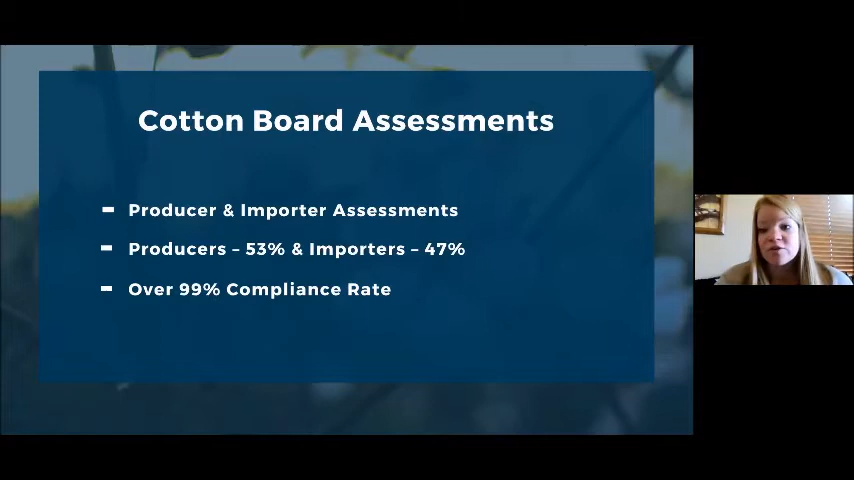 Cotton Board Assessments
- Producer & Importer Assessments
- Producers – 53% & Importers – 47%
- Over 99% Compliance Rate